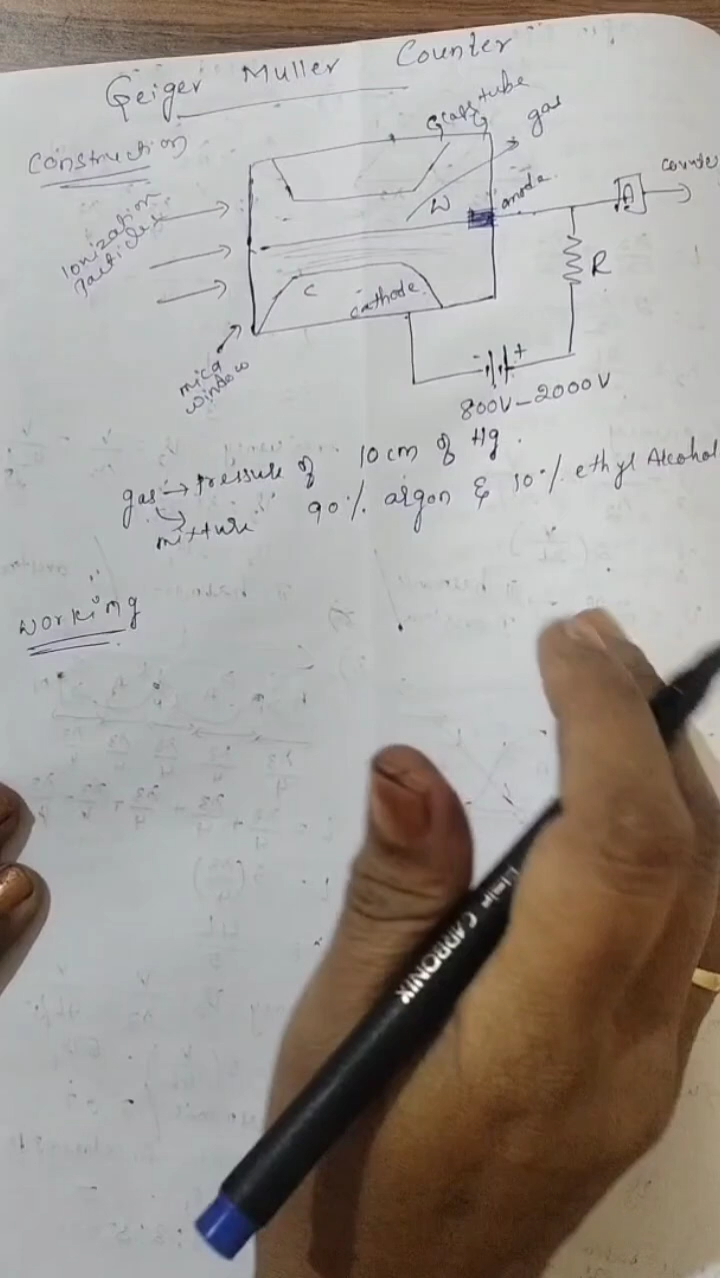 Geiger Muller Counter
Construction
Glass tube
gas
counter
Ionization
particles
W
anode
A
R
C
cathode
mica
window
- +
800V - 2000V
gas → Pressure of 10 cm of Hg.
mixture 90% argon & 10% ethyl Alcohol
Working
CARBONIX